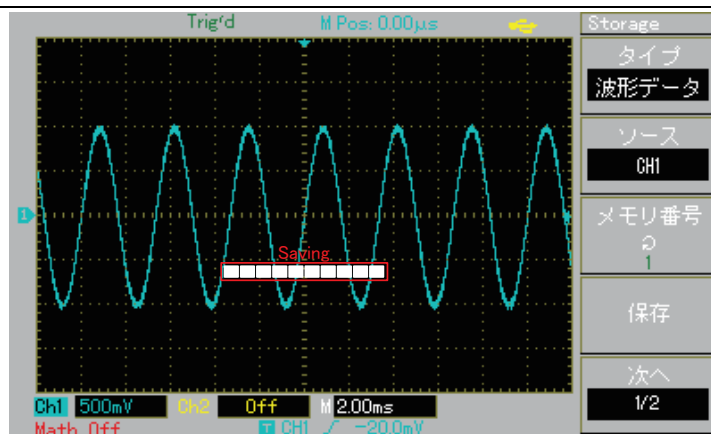 Trig'd M Pos: 0.00μs Storage
タイプ
波形データ
ソース
CH1
メモリ番号
1
保存
次へ
1/2
1
Saving
Ch1 500mV Ch2 Off M 2.00ms
Math Off T CH1 -20.0mV